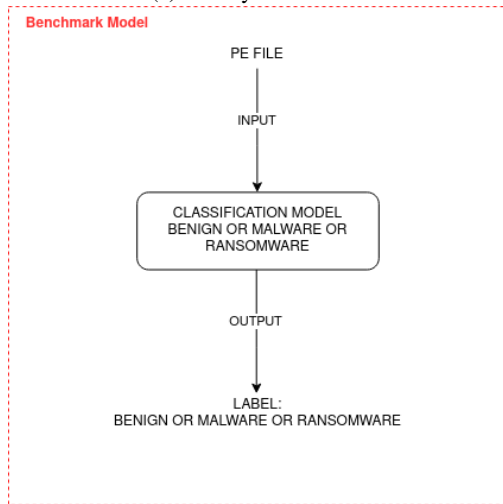 Benchmark Model
PE FILE
INPUT
CLASSIFICATION MODEL
BENIGN OR MALWARE OR
RANSOMWARE
OUTPUT
LABEL:
BENIGN OR MALWARE OR RANSOMWARE